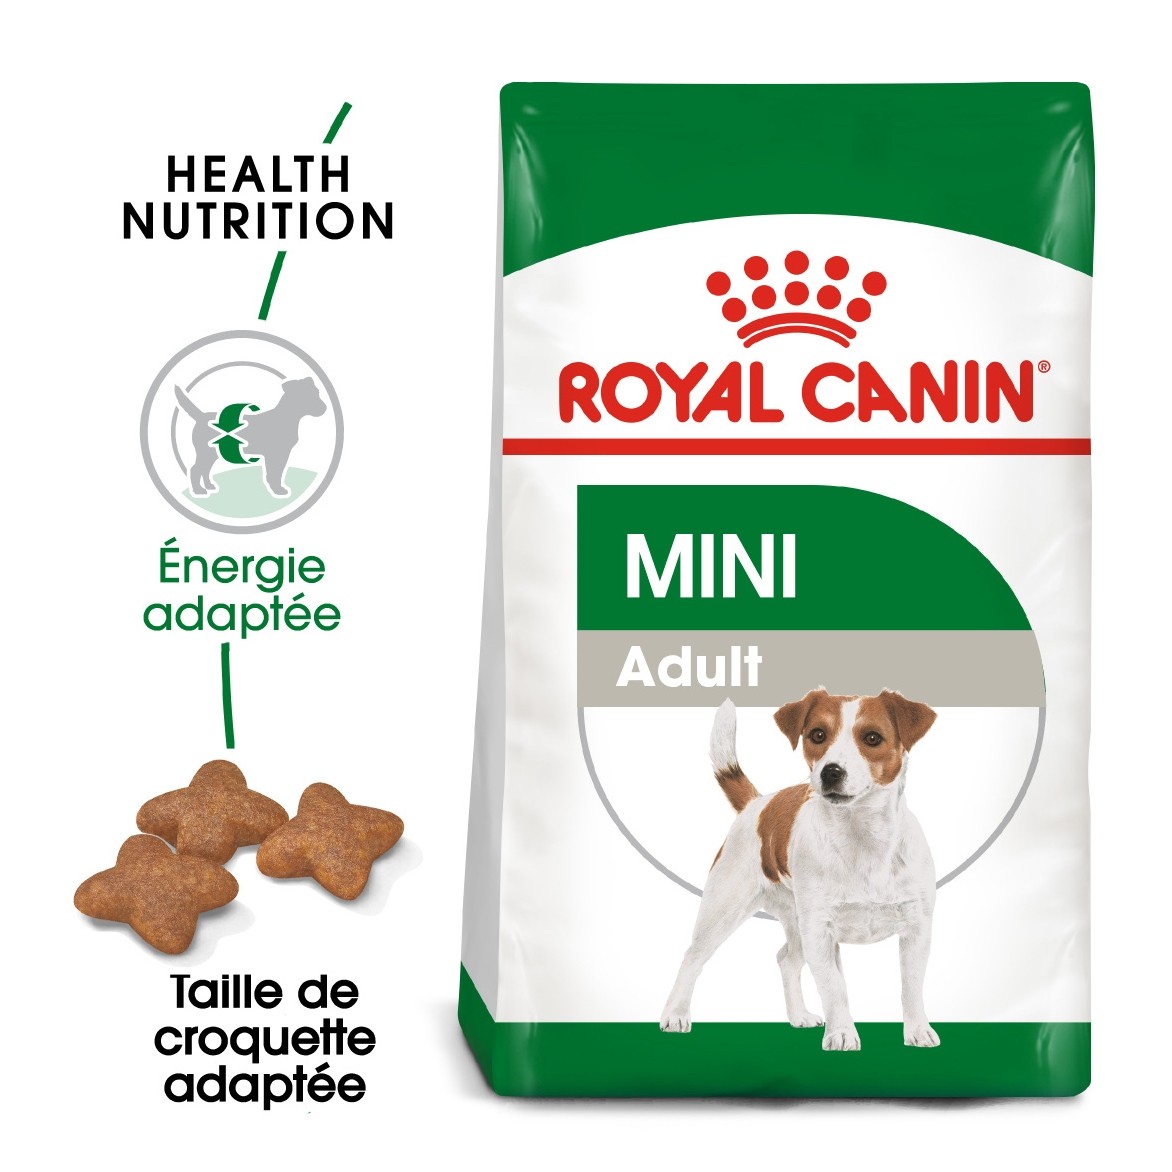 HEALTH
NUTRITION
Énergie
adaptée
Taille de
croquette
adaptée
ROYAL CANIN®
MINI
Adult